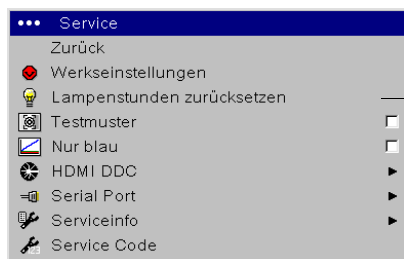 Service
Zurück
Werkseinstellungen
Lampenstunden zurücksetzen
Testmuster
Nur blau
HDMI DDC
Serial Port
Serviceinfo
Service Code